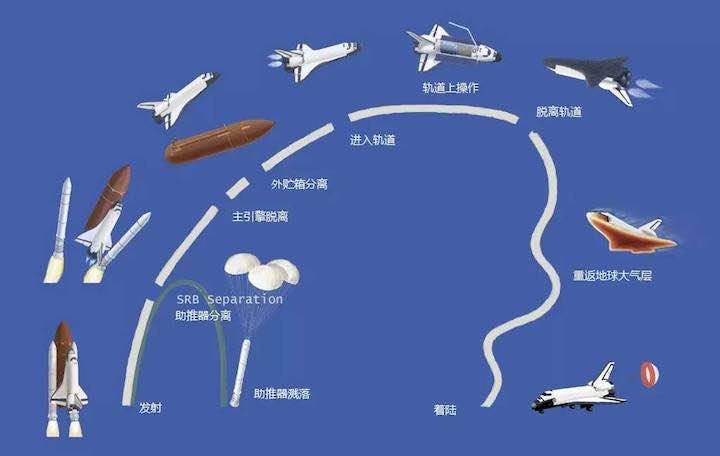 轨道上操作
脱离轨道
进入轨道
外贮箱分离
主引擎脱离
重返地球大气层
SRB Separation
助推器分离
助推器溅落
发射
着陆